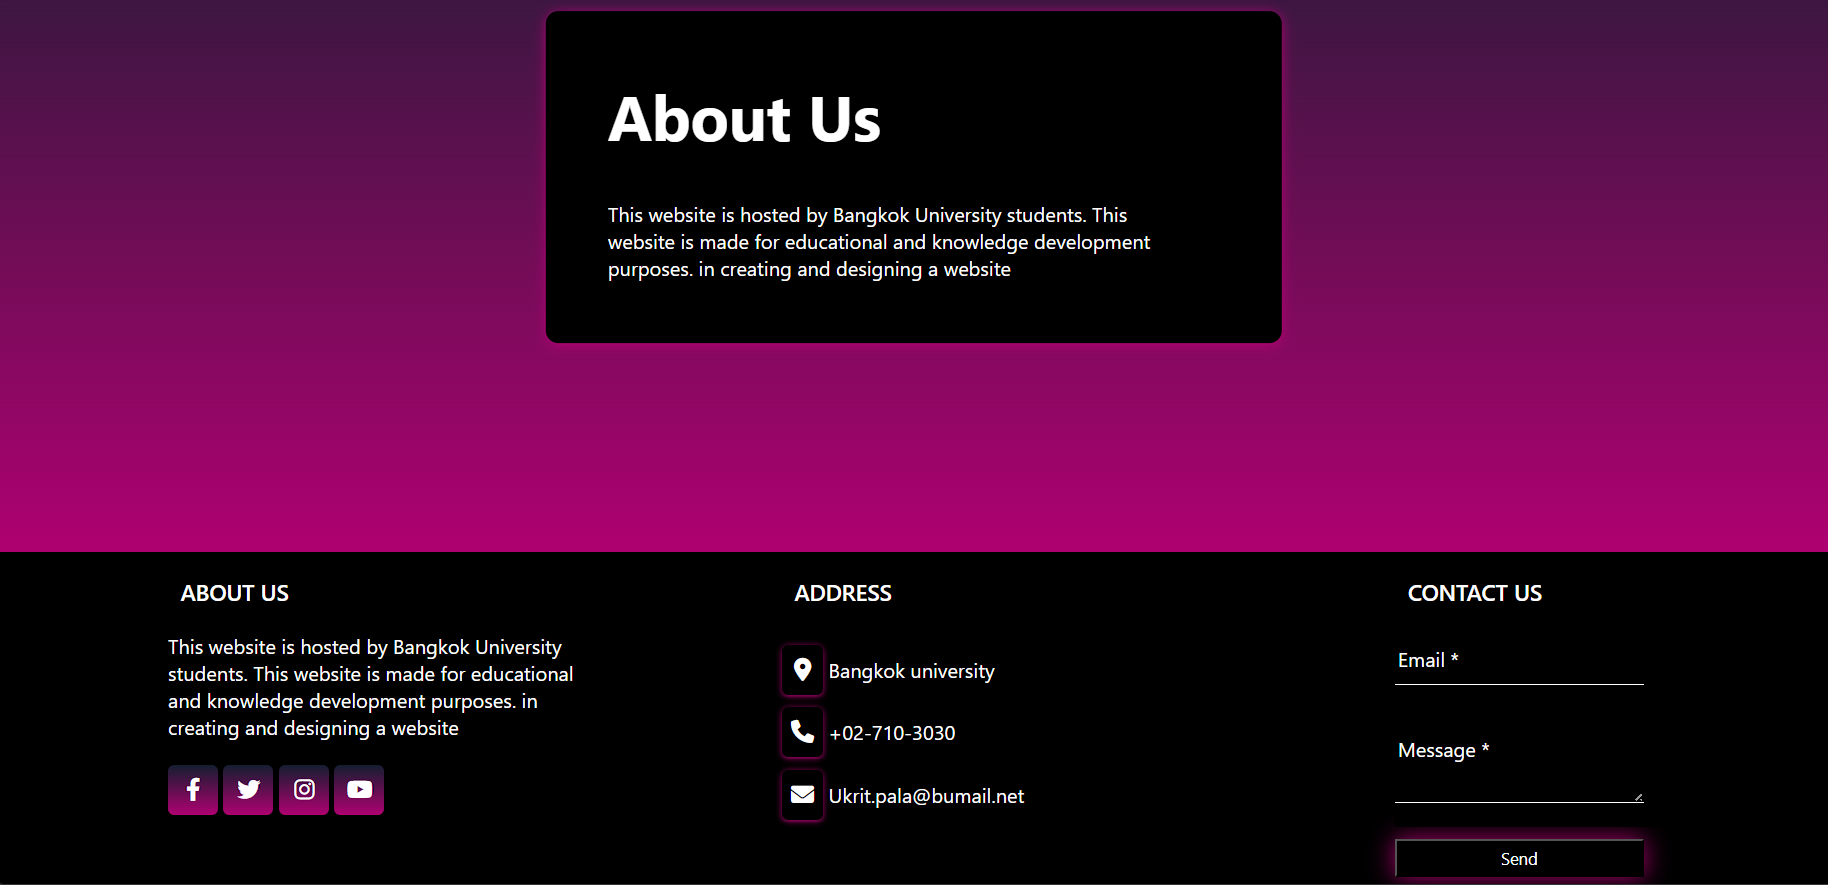 About Us
This website is hosted by Bangkok University students. This
website is made for educational and knowledge development
purposes. in creating and designing a website
ABOUT US
This website is hosted by Bangkok University
students. This website is made for educational
and knowledge development purposes. in
creating and designing a website
ADDRESS
Bangkok university
+02-710-3030
Ukrit.pala@bumail.net
CONTACT US
Email *
Message *
Send